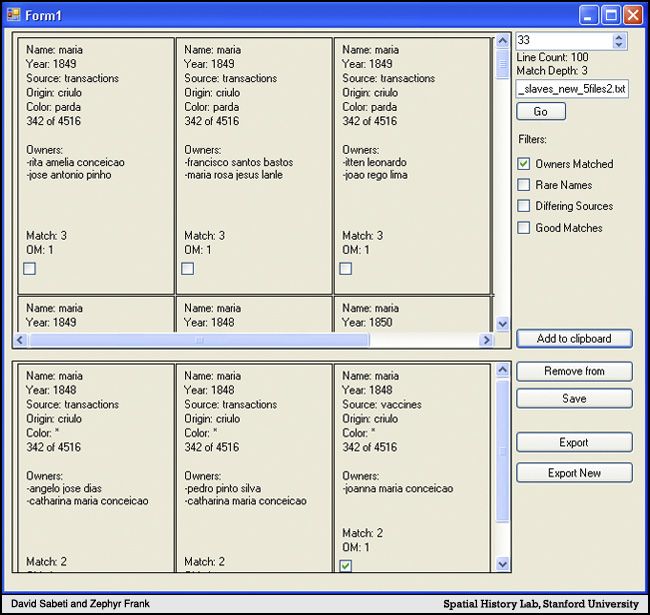 Form1
Name: maria
Year: 1849
Source: transactions
Origin: criulo
Color: parda
342 of 4516
Owners:
-rita amelia conceicao
-jose antonio pinho
Match: 3
OM: 1
Name: maria
Year: 1849
Source: transactions
Origin: criulo
Color: parda
342 of 4516
Owners:
-francisco santos bastos
-maria rosa jesus lanle
Match: 3
OM: 1
Name: maria
Year: 1849
Source: transactions
Origin: criulo
Color: parda
342 of 4516
Owners:
-itten leonardo
-joao rego lima
Match: 3
OM: 1
Name: maria
Year: 1849
Name: maria
Year: 1848
Name: maria
Year: 1850
33
Line Count: 100
Match Depth: 3
_slaves_new_5files2.txt
Go
Filters:
Owners Matched
Rare Names
Differing Sources
Good Matches
Add to clipboard
Name: maria
Year: 1848
Source: transactions
Origin: criulo
Color: *
342 of 4516
Owners:
-angelo jose dias
-catharina maria conceicao
Match: 2
Name: maria
Year: 1848
Source: transactions
Origin: criulo
Color: *
342 of 4516
Owners:
-pedro pinto silva
-catharina maria conceicao
Match: 2
Name: maria
Year: 1848
Source: vaccines
Origin: criulo
Color: *
342 of 4516
Owners:
-joanna maria conceicao
Match: 2
OM: 1
Remove from
Save
Export
Export New
David Sabeti and Zephyr Frank
Spatial History Lab, Stanford University